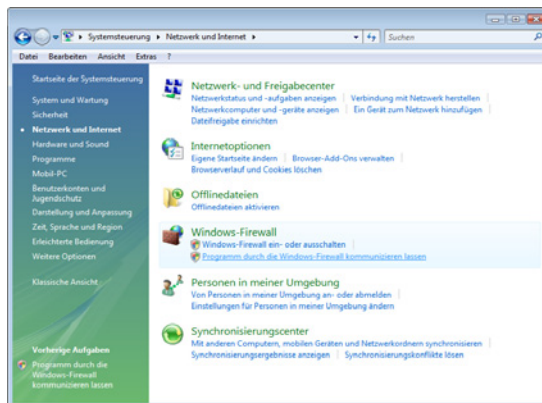 Systemsteuerung ▸ Netzwerk und Internet ▸
Suchen
Datei Bearbeiten Ansicht Extras ?
Startseite der Systemsteuerung
System und Wartung
Sicherheit
Netzwerk und Internet
Hardware und Sound
Programme
Mobil-PC
Benutzerkonten und
Jugendschutz
Darstellung und Anpassung
Zeit, Sprache und Region
Erleichterte Bedienung
Weitere Optionen
Klassische Ansicht
Vorherige Aufgaben
Programm durch die
Windows-Firewall
kommunizieren lassen
Netzwerk- und Freigabecenter
Netzwerkstatus und -aufgaben anzeigen | Verbindung mit Netzwerk herstellen |
Netzwerkcomputer und -geräte anzeigen | Ein Gerät zum Netzwerk hinzufügen |
Dateifreigabe einrichten
Internetoptionen
Eigene Startseite ändern | Browser-Add-Ons verwalten |
Browserverlauf und Cookies löschen
Offlinedateien
Offlinedateien aktivieren
Windows-Firewall
Windows-Firewall ein- oder ausschalten |
Programm durch die Windows-Firewall kommunizieren lassen
Personen in meiner Umgebung
Von Personen in meiner Umgebung an- oder abmelden |
Einstellungen für Personen in meiner Umgebung ändern
Synchronisierungscenter
Mit anderen Computern, mobilen Geräten und Netzwerkordnern synchronisieren |
Synchronisierungsergebnisse anzeigen | Synchronisierungskonflikte lösen